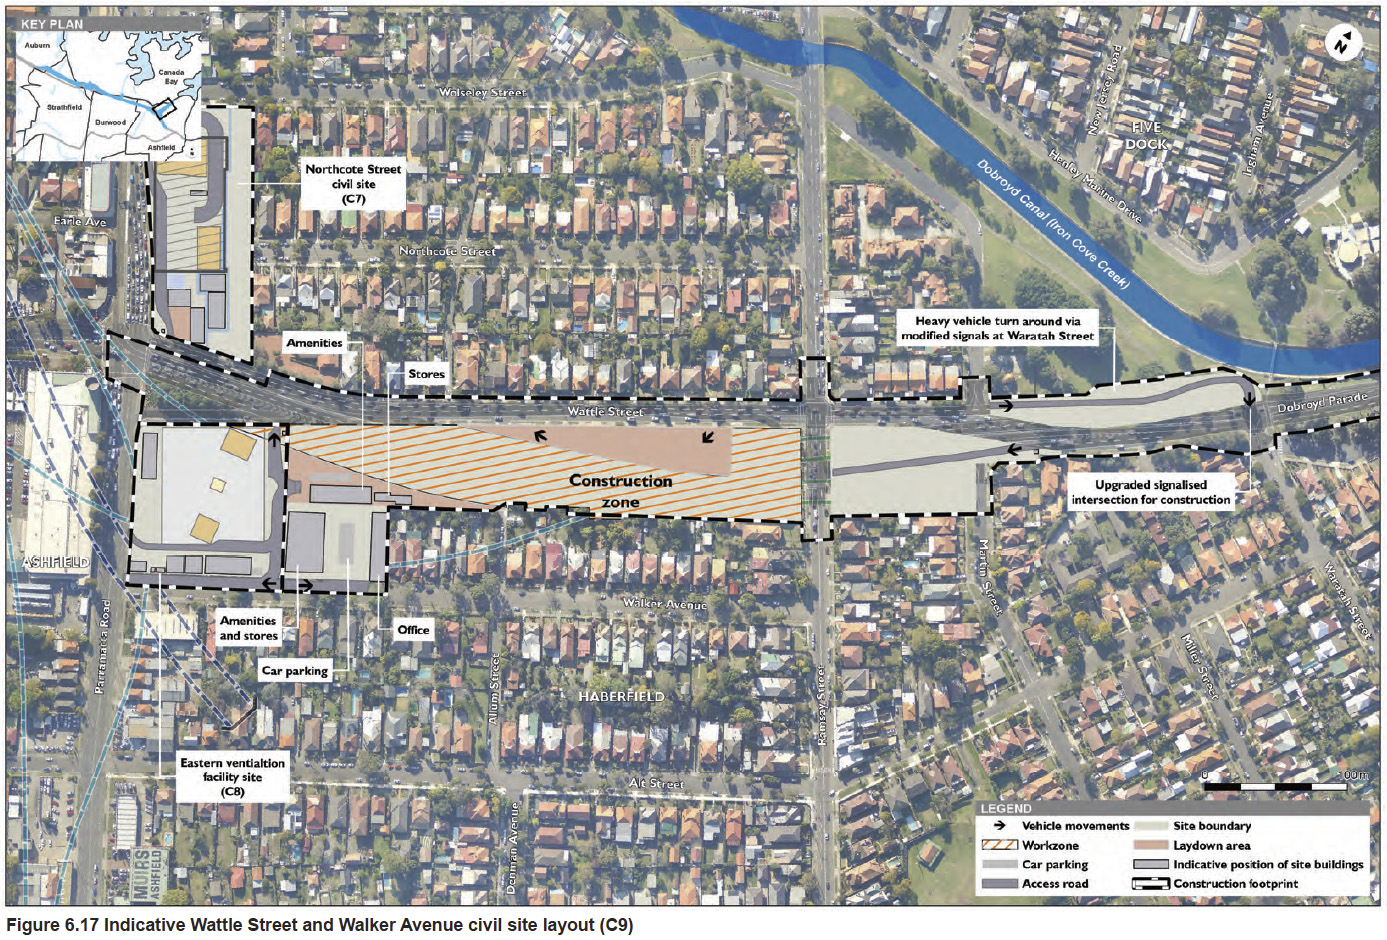 KEY PLAN
Auburn
Canada
Bay
Strathfield
Burwood
Ashfield
N
Wolseley Street
New Jersey Road
FIVE
DOCK
Ingham Avenue
Henley Marine Drive
Dobroyd Canal (Iron Cove Creek)
Northcote Street
civil site
(C7)
Earle Ave
Northcote Street
Heavy vehicle turn around via
modified signals at Waratah Street
Amenities
Stores
Wattle Street
Dobroyd Parade
Construction
zone
Upgraded signalised
intersection for construction
ASHFIELD
Parramatta Road
Walker Avenue
Martin Street
Waratah Street
Miller Street
Amenities
and stores
Office
Car parking
Allum Street
HABERFIELD
Ramsay Street
Eastern ventialtion
facility site
(C8)
Alt Street
Denman Avenue
MUIRS
ASHFIELD
0
100m
LEGEND
Vehicle movements
Site boundary
Workzone
Laydown area
Car parking
Indicative position of site buildings
Access road
Construction footprint
Figure 6.17 Indicative Wattle Street and Walker Avenue civil site layout (C9)